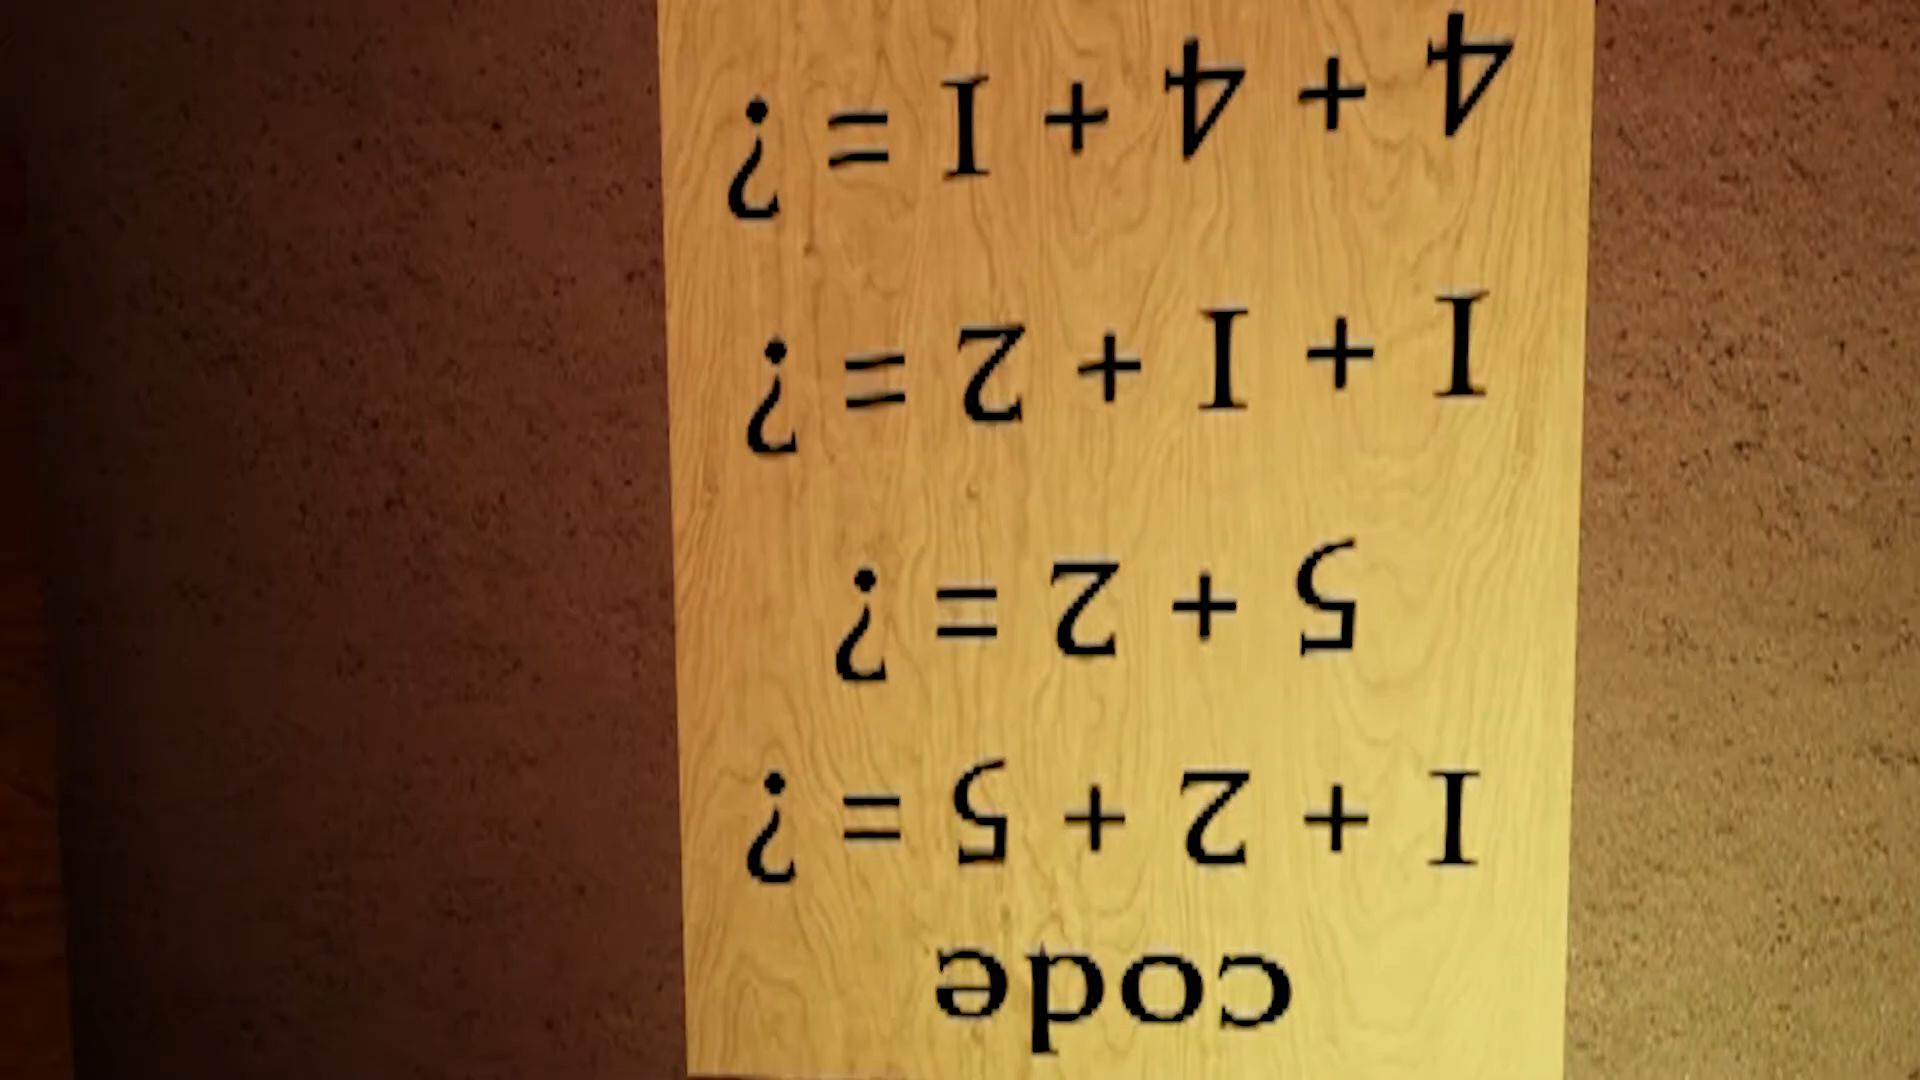 code
1 + 2 + 5 = ?
5 + 2 = ?
1 + 1 + 2 = ?
4 + 4 + 1 = ?